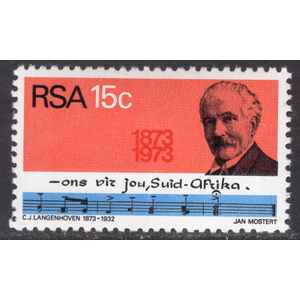 RSA 15c
1873
1973
—ons vir jou, Suid-Afrika.
C.J. LANGENHOVEN 1873-1932 JAN MOSTERT